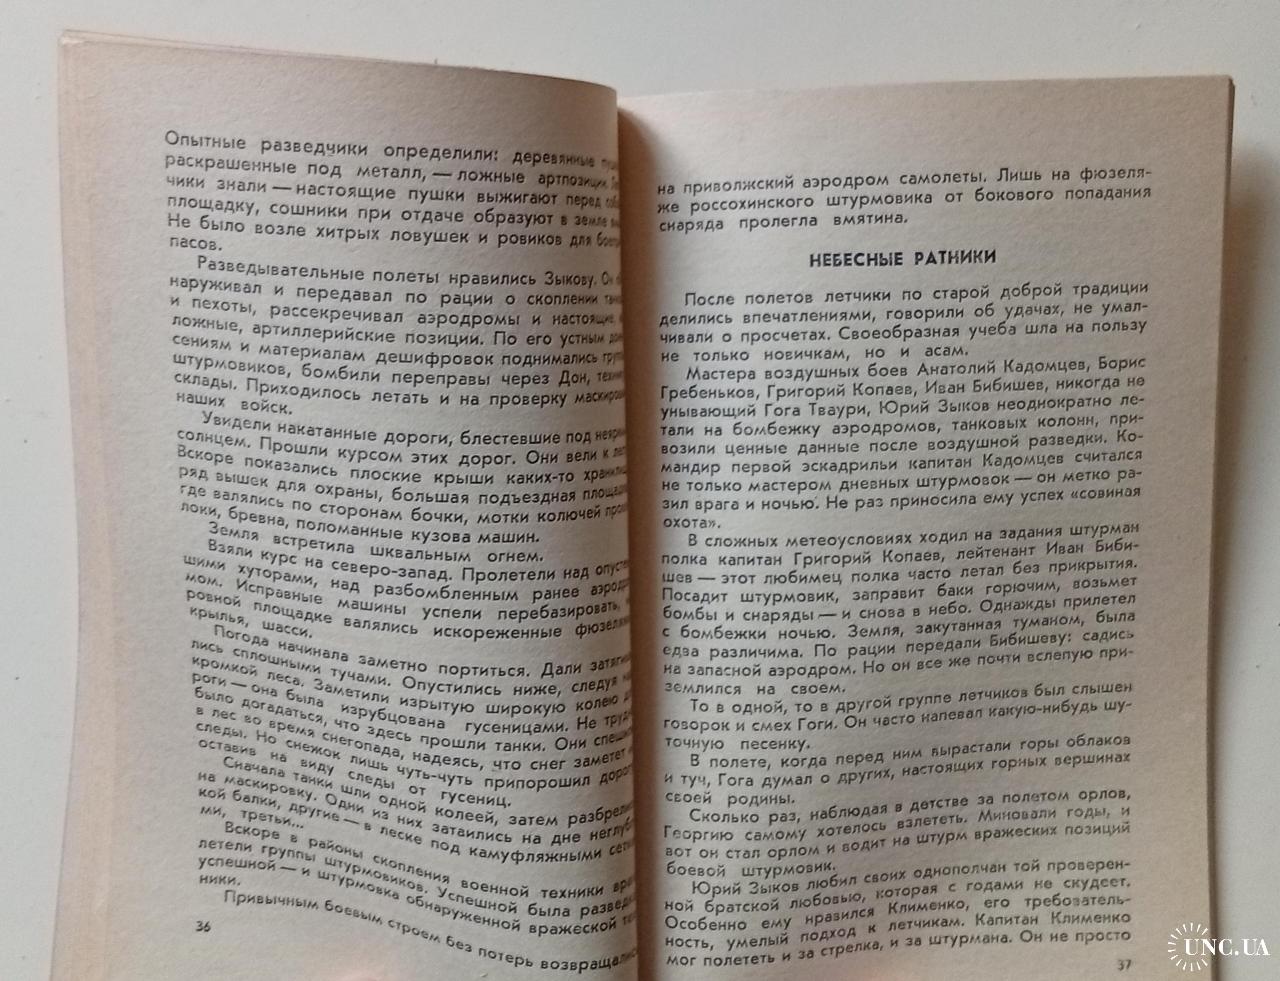 Опытные разведчики определили: деревянные
раскрашенные под металл, — ложные артпозиции.
чики знали — настоящие пушки выжигают перед
площадку, сошники при отдаче образуют в земле
Не было возле хитрых ловушек и ровиков для
пасов.
Разведывательные полеты нравились Зыкову. Он
наруживал и передавал по рации о скоплении
и пехоты, рассекречивал аэродромы и настоящие,
ложные, артиллерийские позиции. По его устным
сениям и материалам дешифровок поднимались
штурмовиков, бомбили переправы через Дон,
склады. Приходилось летать и на проверку
наших войск.
Увидели накатанные дороги, блестевшие под
солнцем. Прошли курсом этих дорог. Они вели к
Вскоре показались плоские крыши каких-то
ряд вышек для охраны, большая подъездная
где валялись по сторонам бочки, мотки колючей
локи, бревна, поломанные кузова машин.
Земля встретила шквальным огнем.
Взяли курс на северо-запад. Пролетели над
шими хуторами, над разбомбленным ранее
мом. Исправные машины успели перебазировать,
ровной площадке валялись искореженные
крылья, шасси.
Погода начинала заметно портиться. Дали
лись сплошными тучами. Опустились ниже, следуя
кромкой леса. Заметили изрытую широкую колею
роги — она была изрубцована гусеницами. Не
было догадаться, что здесь прошли танки. Они
в лес во время снегопада, надеясь, что снег заметет
следы. Но снежок лишь чуть-чуть припорошил
оставив на виду следы от гусениц.
Сначала танки шли одной колеей, затем
на маскировку. Одни из них затаились на дне
кой балки, другие — в леске под камуфляжными
ми, третьи...
Вскоре в районы скопления военной техники
летели группы штурмовиков. Успешной была
успешной — и штурмовка обнаруженной вражеской
ники.
Привычным боевым строем без потерь
36
на приволжский аэродром самолеты. Лишь на фюзеля-
же россохинского штурмовика от бокового попадания
снаряда пролегла вмятина.
НЕБЕСНЫЕ РАТНИКИ
После полетов летчики по старой доброй традиции
делились впечатлениями, говорили об удачах, не умал-
чивали о просчетах. Своеобразная учеба шла на пользу
не только новичкам, но и асам.
Мастера воздушных боев Анатолий Кадомцев, Борис
Гребеньков, Григорий Копаев, Иван Бибишев, никогда не
унывающий Гога Тваури, Юрий Зыков неоднократно ле-
тали на бомбежку аэродромов, танковых колонн, при-
возили ценные данные после воздушной разведки. Ко-
мандир первой эскадрильи капитан Кадомцев считался
не только мастером дневных штурмовок — он метко ра-
зил врага и ночью. Не раз приносила ему успех «совиная
охота».
В сложных метеоусловиях ходил на задания штурман
полка капитан Григорий Копаев, лейтенант Иван Биби-
шев — этот любимец полка часто летал без прикрытия.
Посадит штурмовик, заправит баки горючим, возьмет
бомбы и снаряды — и снова в небо. Однажды прилетел
с бомбежки ночью. Земля, закутанная туманом, была
едва различима. По рации передали Бибишеву: садись
на запасной аэродром. Но он все же почти вслепую при-
землился на своем.
То в одной, то в другой группе летчиков был слышен
говорок и смех Гоги. Он часто напевал какую-нибудь шу-
точную песенку.
В полете, когда перед ним вырастали горы облаков
и туч, Гога думал о других, настоящих горных вершинах
своей родины.
Сколько раз, наблюдая в детстве за полетом орлов,
Георгию самому хотелось взлететь. Миновали годы, и
вот он стал орлом и водит на штурм вражеских позиций
боевой штурмовик.
Юрий Зыков любил своих однополчан той проверен-
ной братской любовью, которая с годами не скудеет.
Особенно ему нравился Клименко, его требователь-
ность, умелый подход к летчикам. Капитан Клименко
мог полететь и за стрелка, и за штурмана. Он не просто
37
UNC.UA